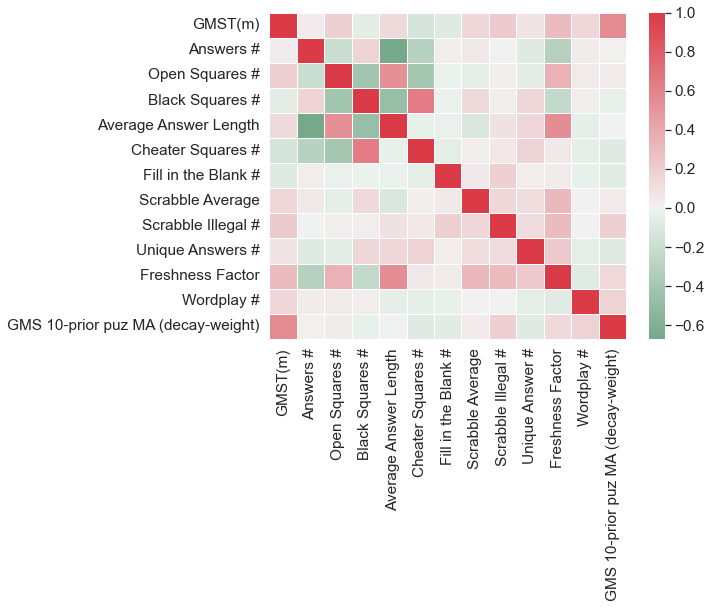 GMST(m)
Answers #
Open Squares #
Black Squares #
Average Answer Length
Cheater Squares #
Fill in the Blank #
Scrabble Average
Scrabble Illegal #
Unique Answers #
Freshness Factor
Wordplay #
GMS 10-prior puz MA (decay-weight)
GMST(m)
Answers #
Open Squares #
Black Squares #
Average Answer Length
Cheater Squares #
Fill in the Blank #
Scrabble Average
Scrabble Illegal #
Unique Answer #
Freshness Factor
Wordplay #
GMS 10-prior puz MA (decay-weight)
1.0
0.8
0.6
0.4
0.2
0.0
−0.2
−0.4
−0.6